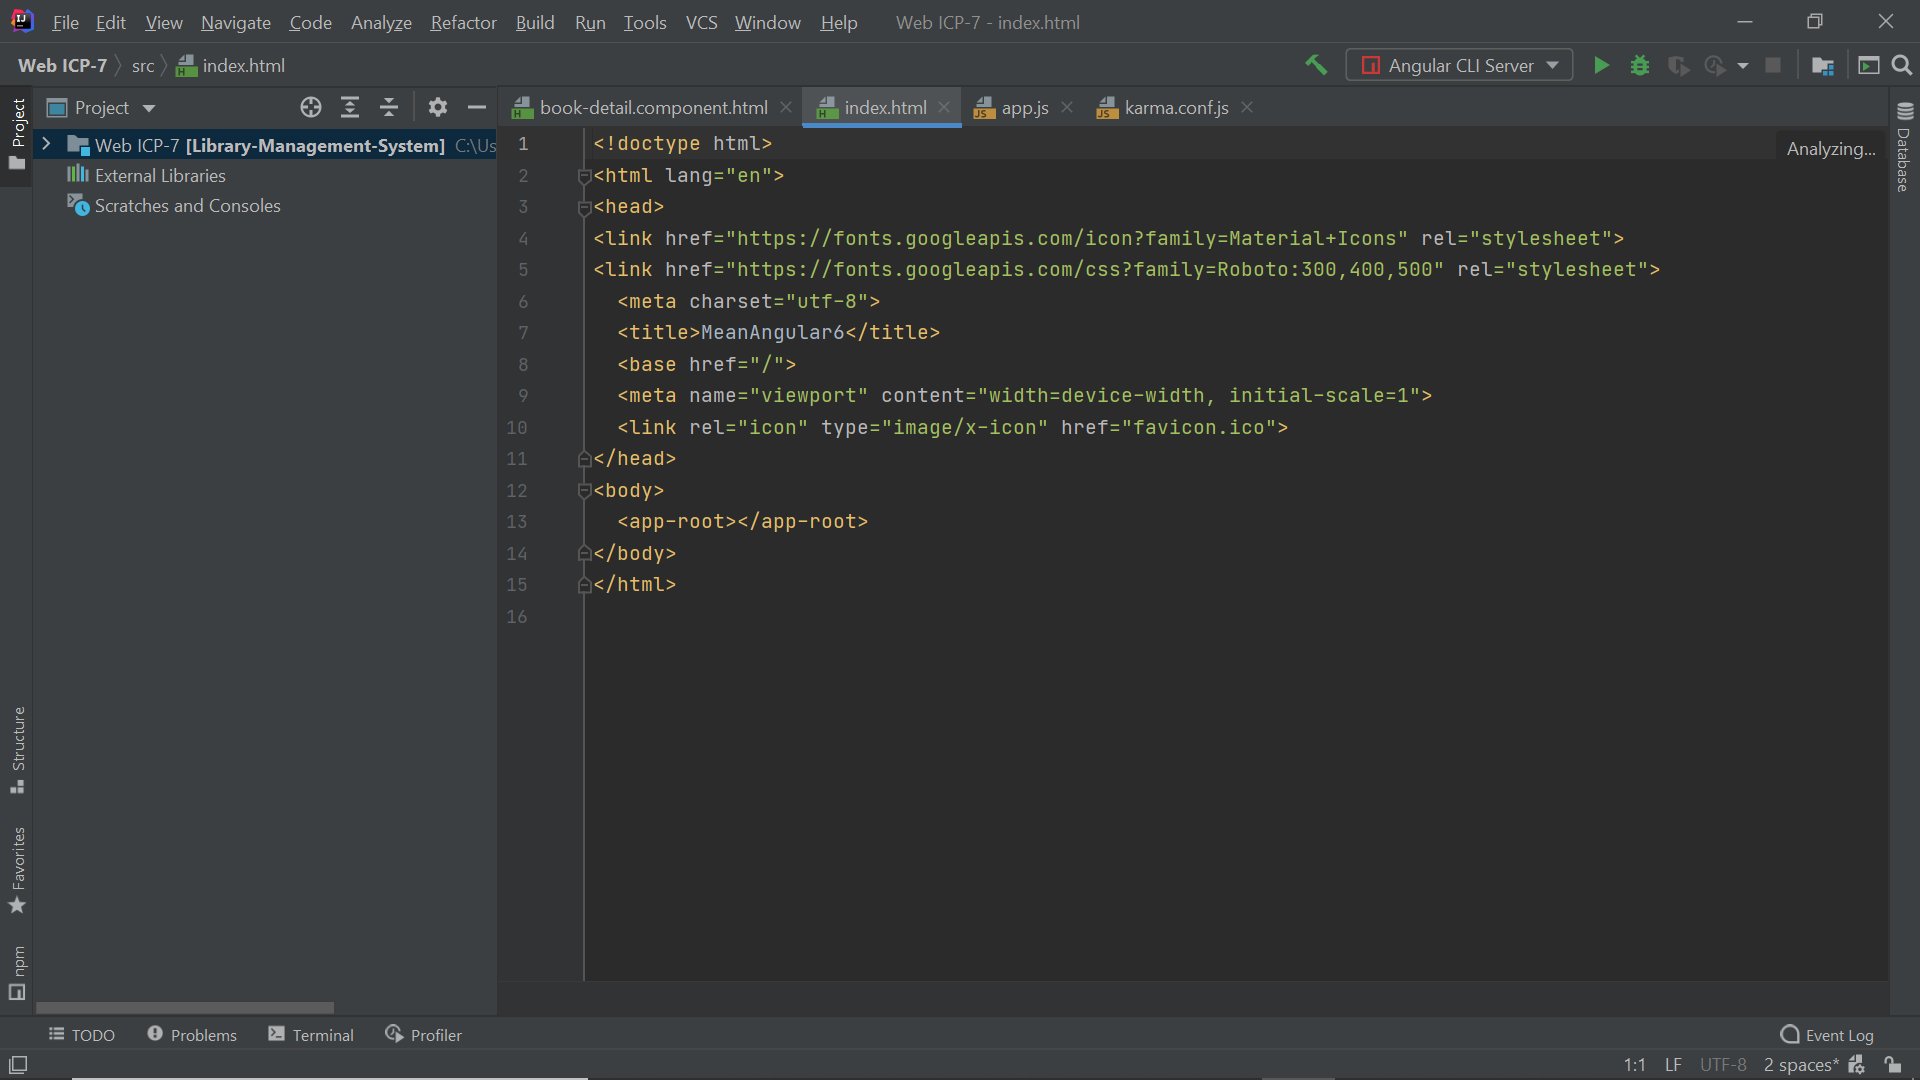 File Edit View Navigate Code Analyze Refactor Build Run Tools VCS Window Help Web ICP-7 - index.html
Web ICP-7 src index.html Angular CLI Server
Project
Project
book-detail.component.html index.html app.js karma.conf.js
Web ICP-7 [Library-Management-System] C:\Us
External Libraries
Scratches and Consoles
1 <!doctype html>
2 <html lang="en">
3 <head>
4 <link href="https://fonts.googleapis.com/icon?family=Material+Icons" rel="stylesheet">
5 <link href="https://fonts.googleapis.com/css?family=Roboto:300,400,500" rel="stylesheet">
6 <meta charset="utf-8">
7 <title>MeanAngular6</title>
8 <base href="/">
9 <meta name="viewport" content="width=device-width, initial-scale=1">
10 <link rel="icon" type="image/x-icon" href="favicon.ico">
11 </head>
12 <body>
13 <app-root></app-root>
14 </body>
15 </html>
16
Analyzing...
Database
Structure
Favorites
npm
TODO Problems Terminal Profiler Event Log
1:1 LF UTF-8 2 spaces*